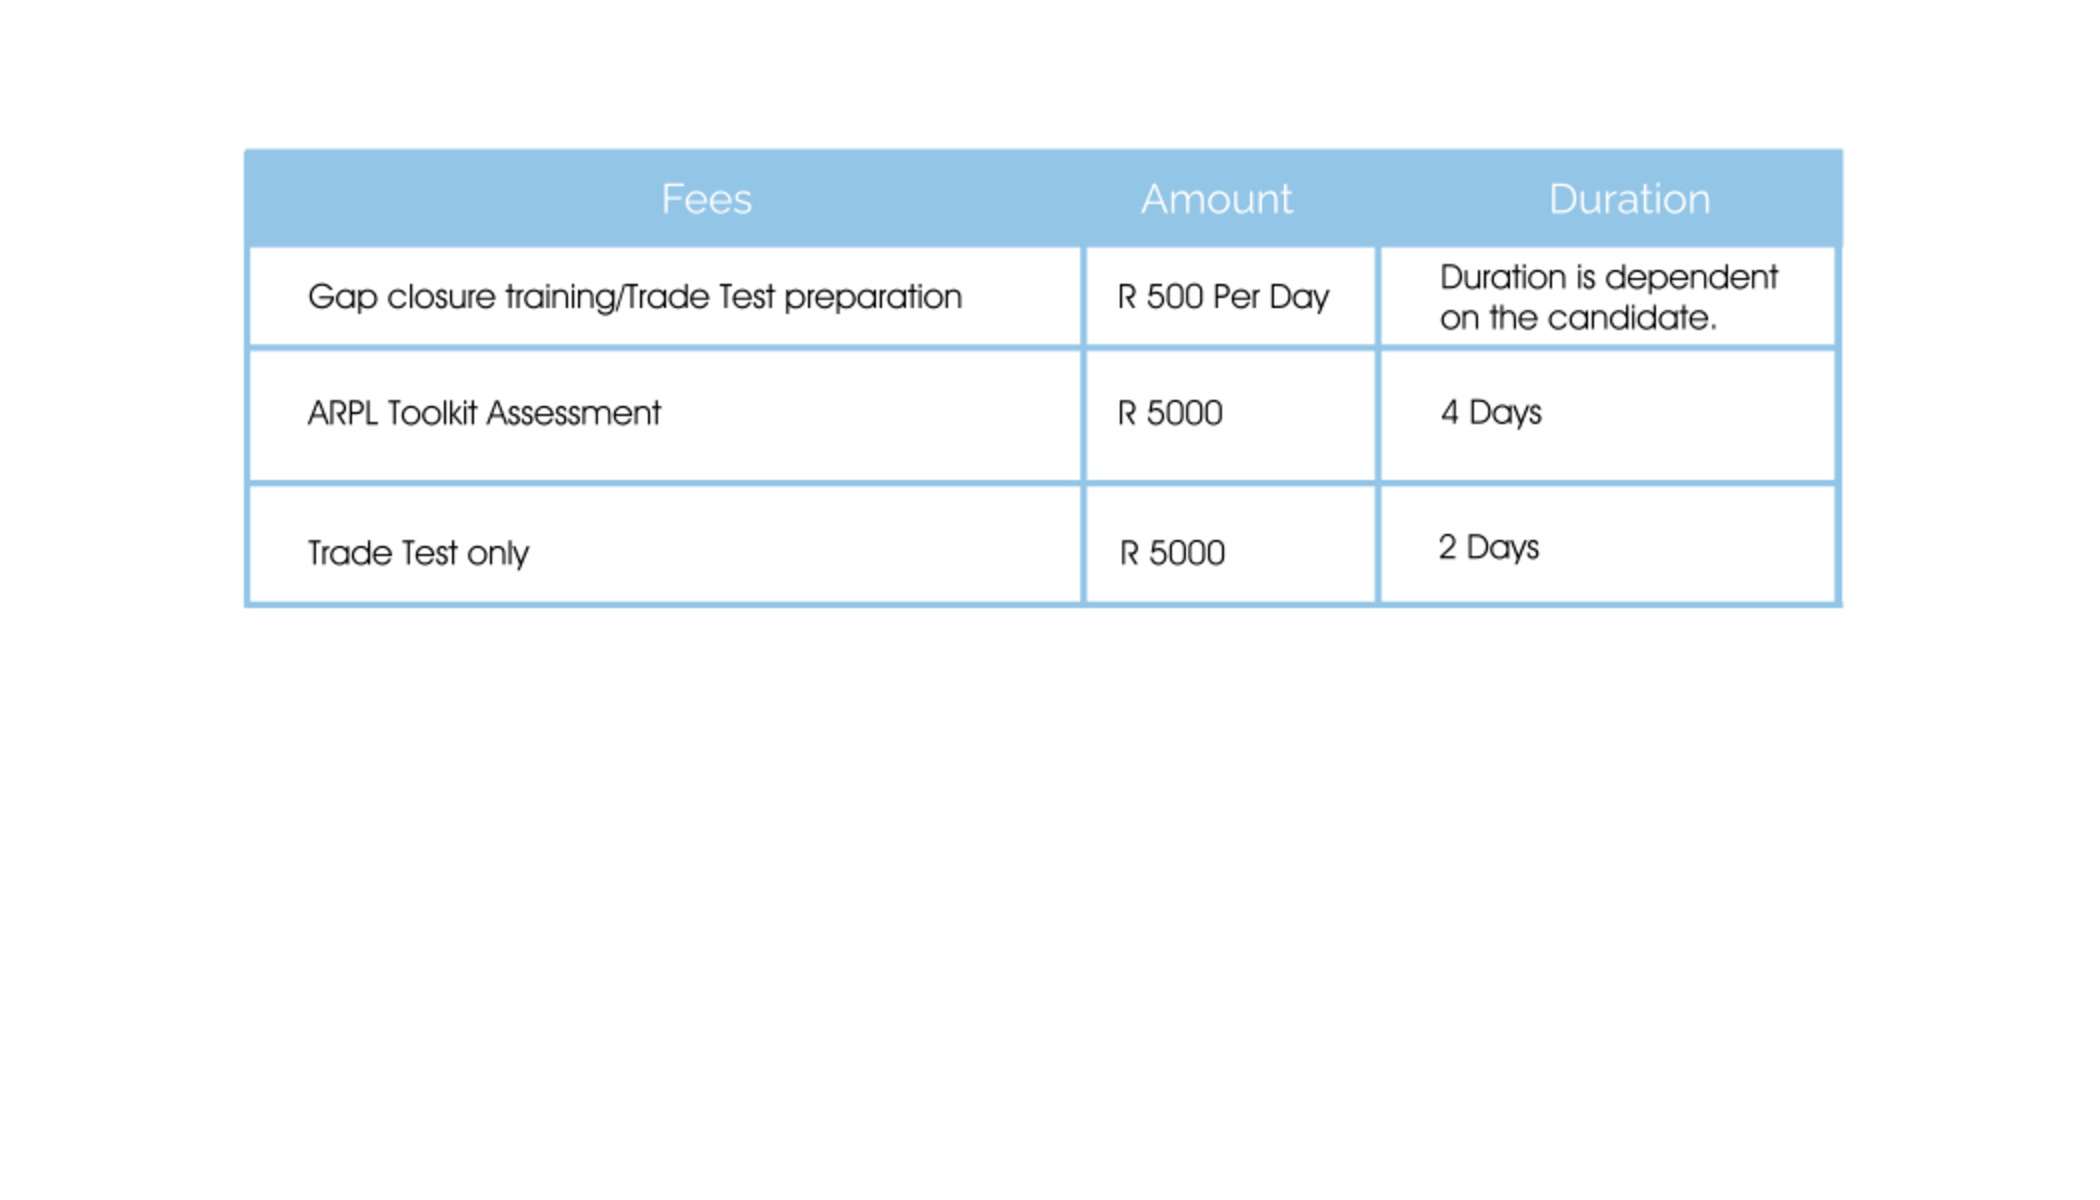 Fees Amount Duration
Gap closure training/Trade Test preparation R 500 Per Day Duration is dependent
on the candidate.
ARPL Toolkit Assessment R 5000 4 Days
Trade Test only R 5000 2 Days